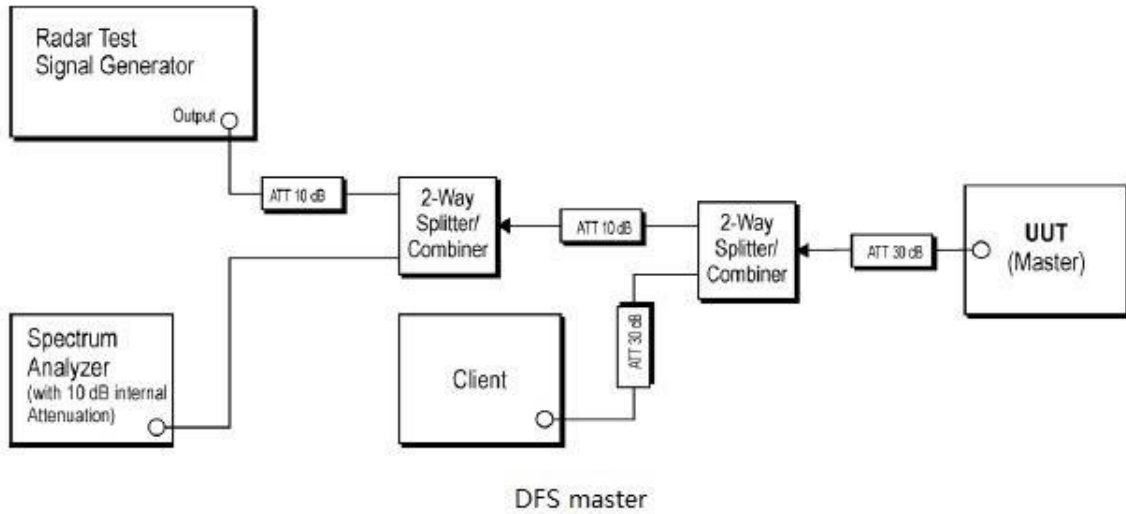 Radar Test
Signal Generator
Output
ATT 10 dB
2-Way
Splitter/
Combiner
ATT 10 dB
2-Way
Splitter/
Combiner
ATT 30 dB
UUT
(Master)
Spectrum
Analyzer
(with 10 dB internal
Attenuation)
Client
ATT 30 dB
DFS master